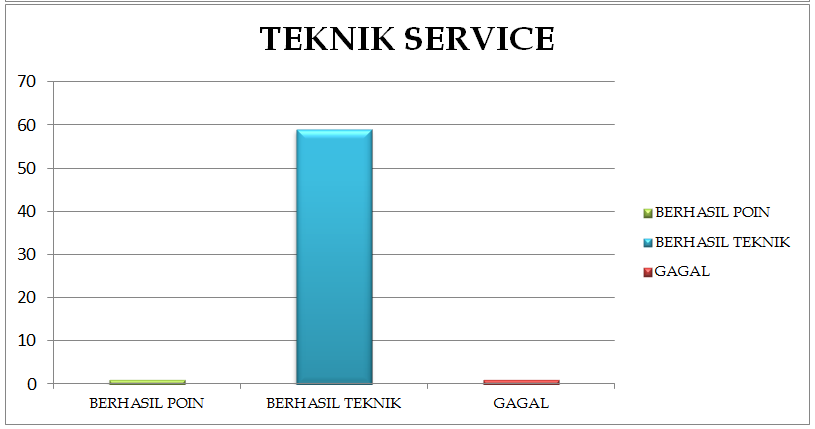 TEKNIK SERVICE
70
60
50
40
30
20
10
0
BERHASIL POIN
BERHASIL TEKNIK
GAGAL
BERHASIL POIN
BERHASIL TEKNIK
GAGAL